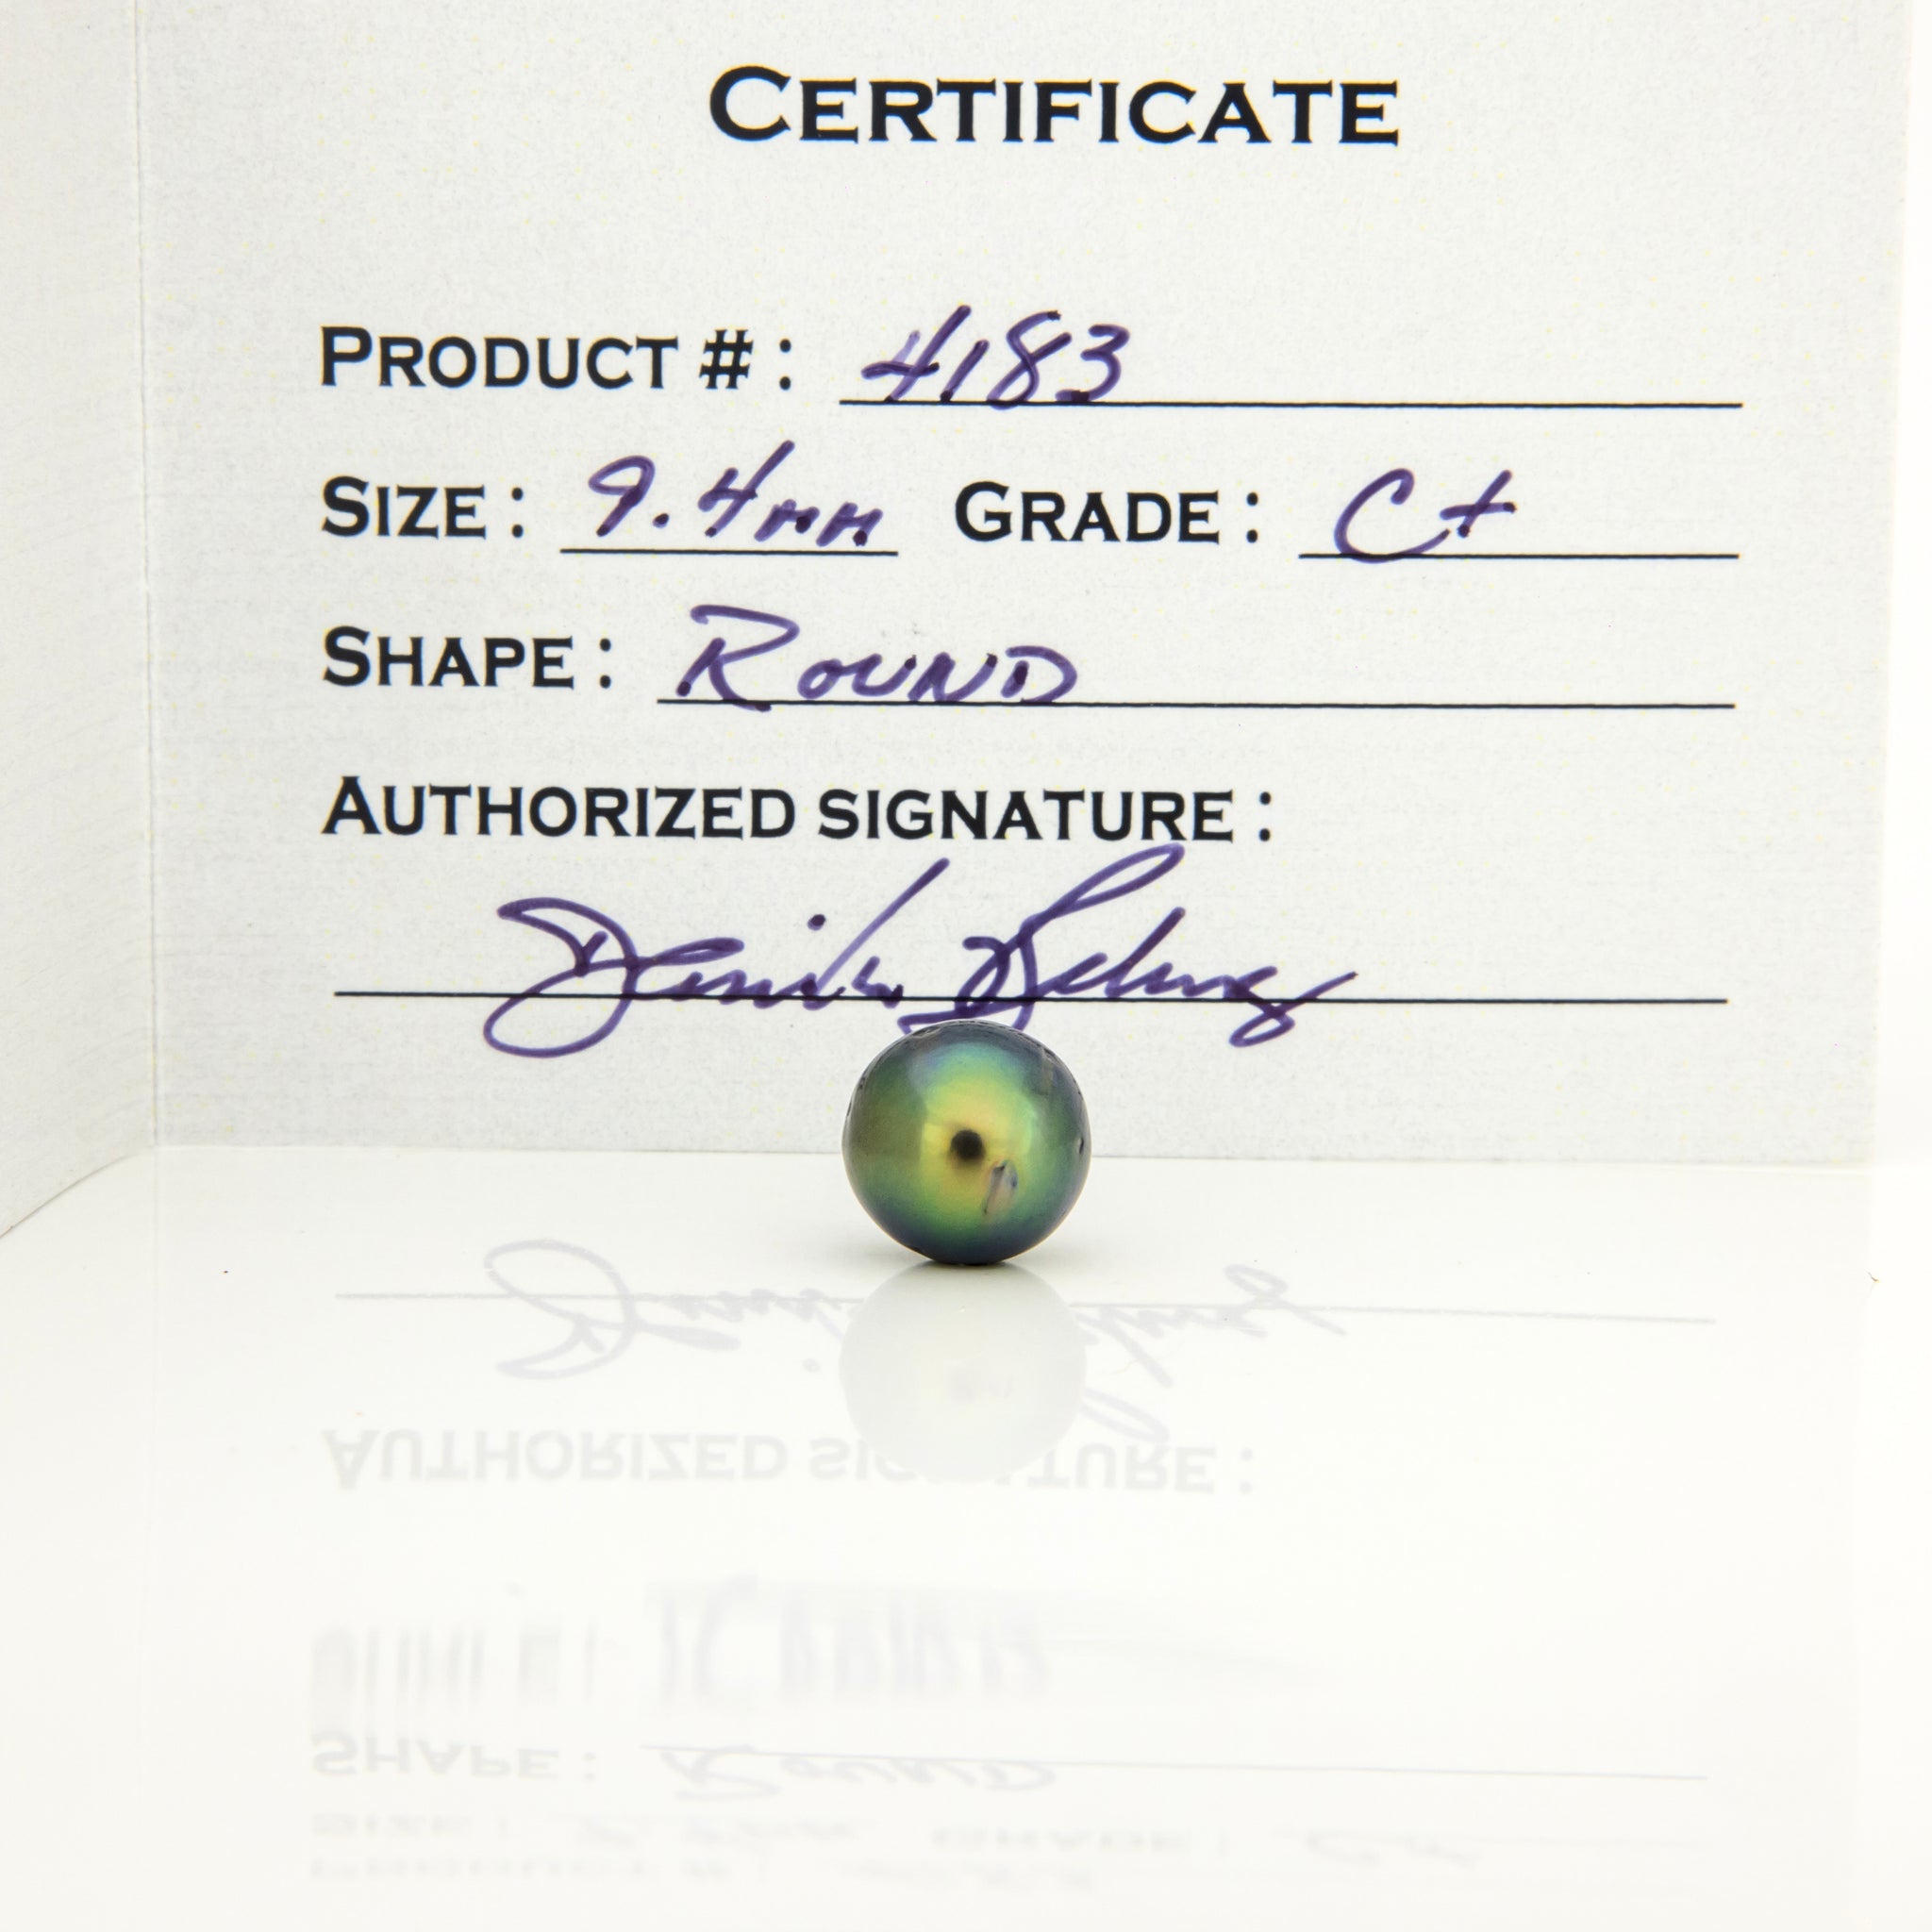 CERTIFICATE
PRODUCT #: 4183
SIZE: 9.4mm GRADE: C+
SHAPE: ROUND
AUTHORIZED SIGNATURE: